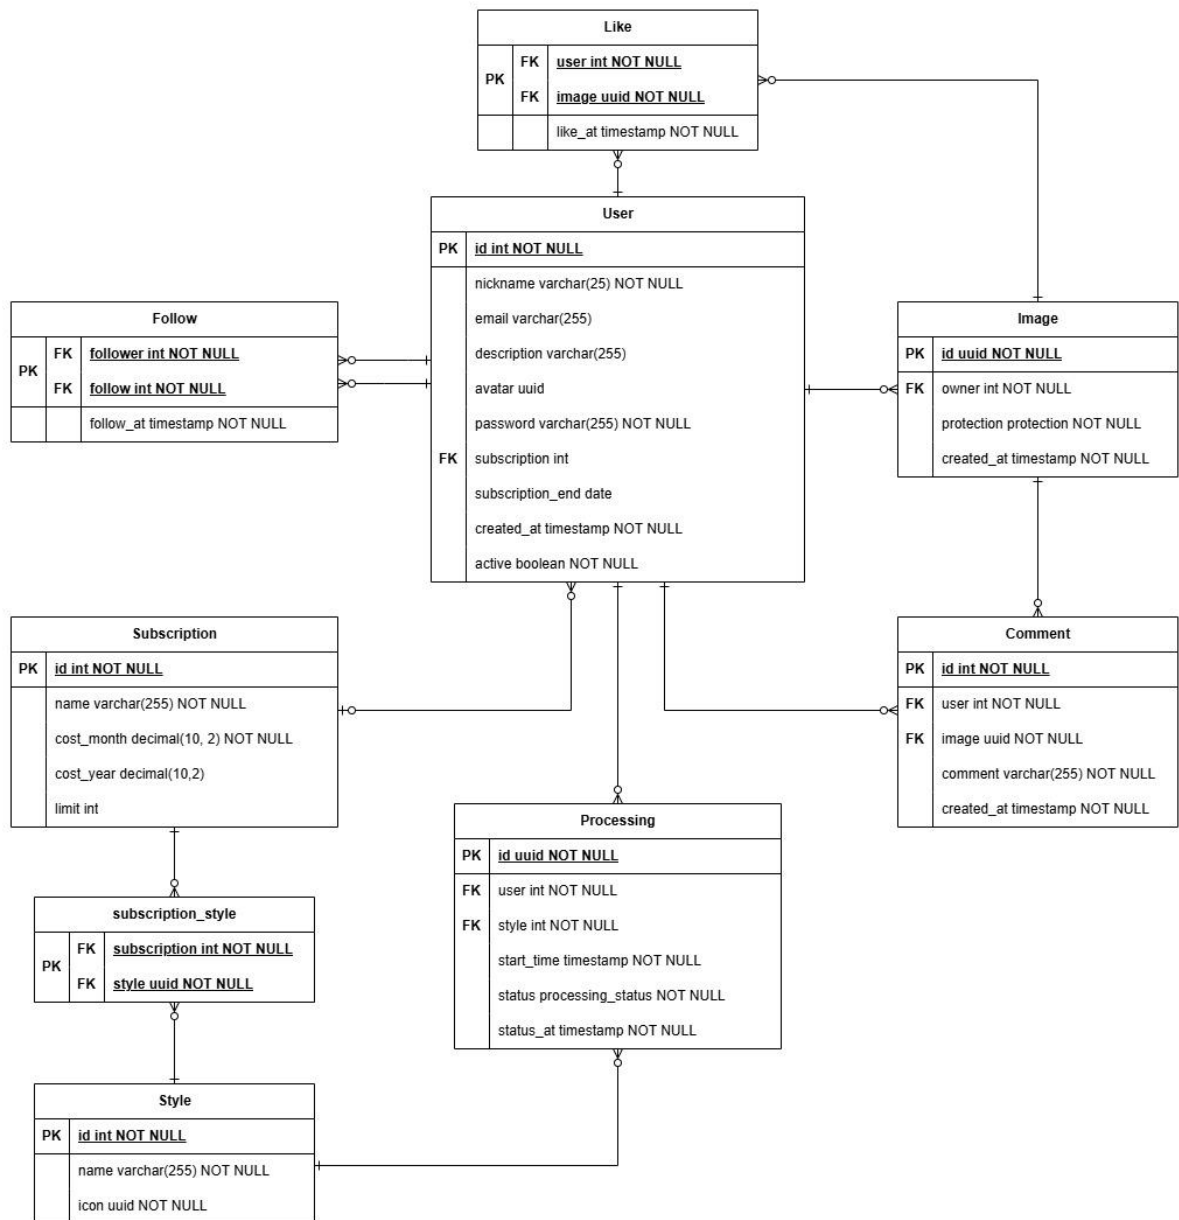 Like
PK
FK user int NOT NULL
FK image uuid NOT NULL
like_at timestamp NOT NULL
User
PK id int NOT NULL
nickname varchar(25) NOT NULL
email varchar(255)
description varchar(255)
avatar uuid
password varchar(255) NOT NULL
FK subscription int
subscription_end date
created_at timestamp NOT NULL
active boolean NOT NULL
Follow
PK
FK follower int NOT NULL
FK follow int NOT NULL
follow_at timestamp NOT NULL
Image
PK id uuid NOT NULL
FK owner int NOT NULL
protection protection NOT NULL
created_at timestamp NOT NULL
Subscription
PK id int NOT NULL
name varchar(255) NOT NULL
cost_month decimal(10, 2) NOT NULL
cost_year decimal(10,2)
limit int
Comment
PK id int NOT NULL
FK user int NOT NULL
FK image uuid NOT NULL
comment varchar(255) NOT NULL
created_at timestamp NOT NULL
Processing
PK id uuid NOT NULL
FK user int NOT NULL
FK style int NOT NULL
start_time timestamp NOT NULL
status processing_status NOT NULL
status_at timestamp NOT NULL
subscription_style
PK
FK subscription int NOT NULL
FK style uuid NOT NULL
Style
PK id int NOT NULL
name varchar(255) NOT NULL
icon uuid NOT NULL